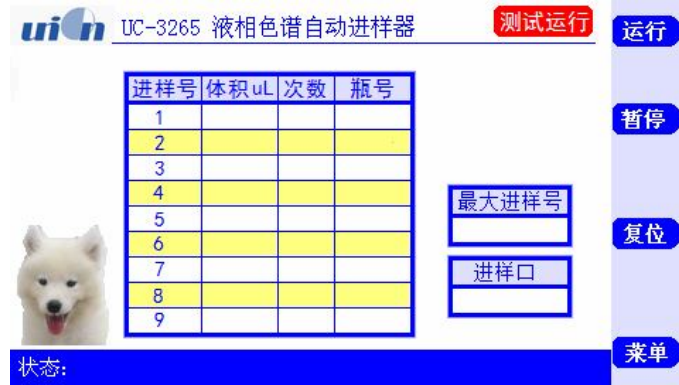 union UC-3265 液相色谱自动进样器 测试运行
运行
进样号 体积uL 次数 瓶号
1
暂停
2
3
4
最大进样号
5
复位
6
7
进样口
8
9
菜单
状态: